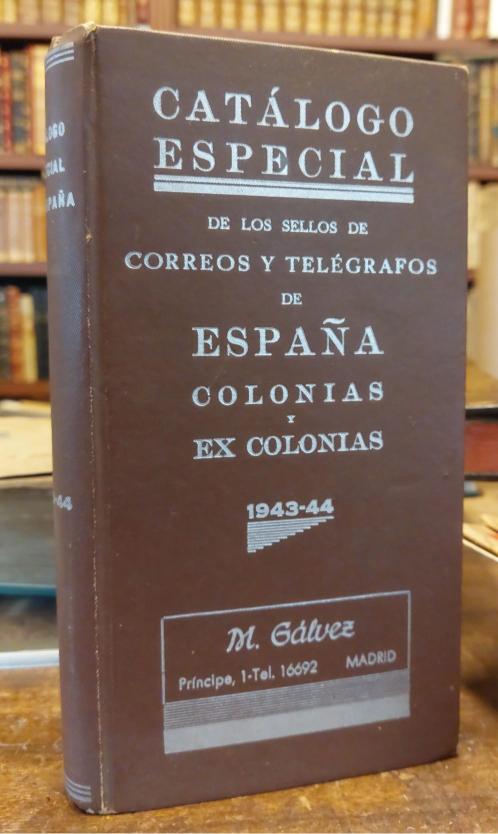 CATÁLOGO
ESPECIAL
DE LOS SELLOS DE
CORREOS Y TELÉGRAFOS
DE
ESPAÑA
COLONIAS
Y
EX COLONIAS
1943-44
M. Gálvez
Príncipe, 1-Tel. 16692 MADRID